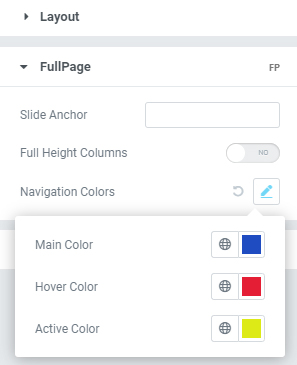 Layout
FullPage FP
Slide Anchor
Full Height Columns NO
Navigation Colors
Main Color
Hover Color
Active Color